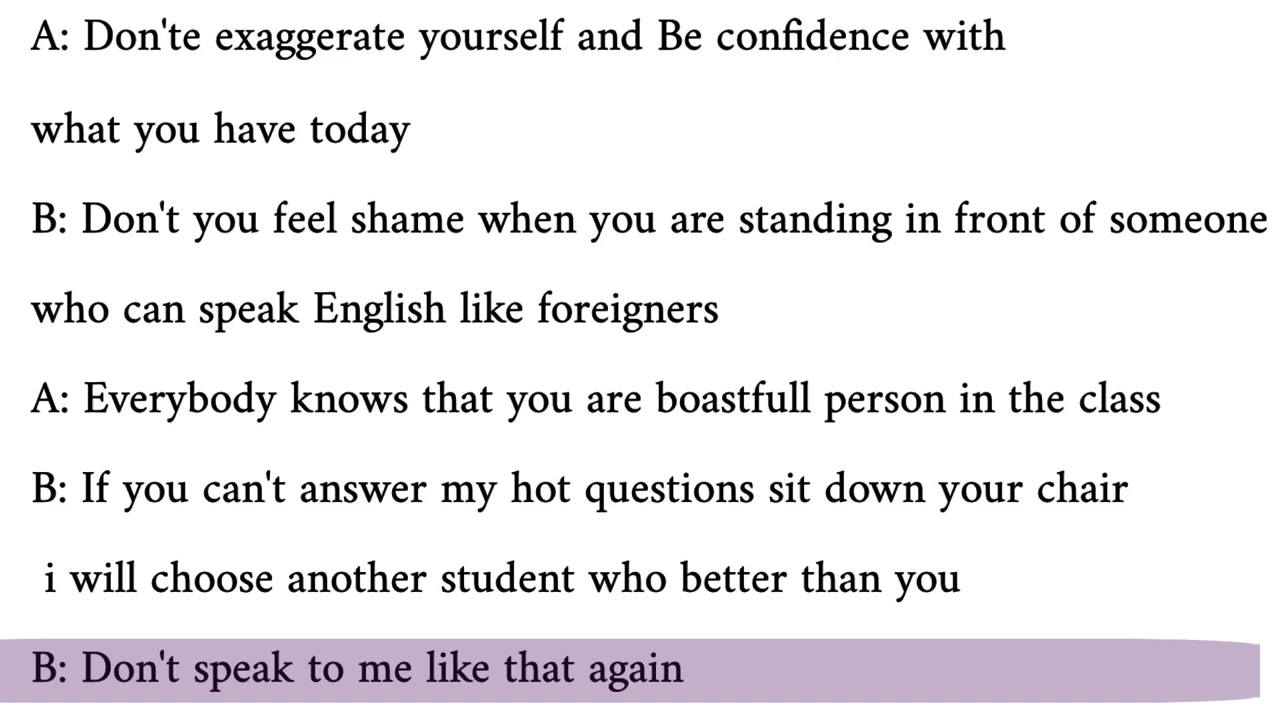 A: Don'te exaggerate yourself and Be confidence with
what you have today
B: Don't you feel shame when you are standing in front of someone
who can speak English like foreigners
A: Everybody knows that you are boastfull person in the class
B: If you can't answer my hot questions sit down your chair
i will choose another student who better than you
B: Don't speak to me like that again